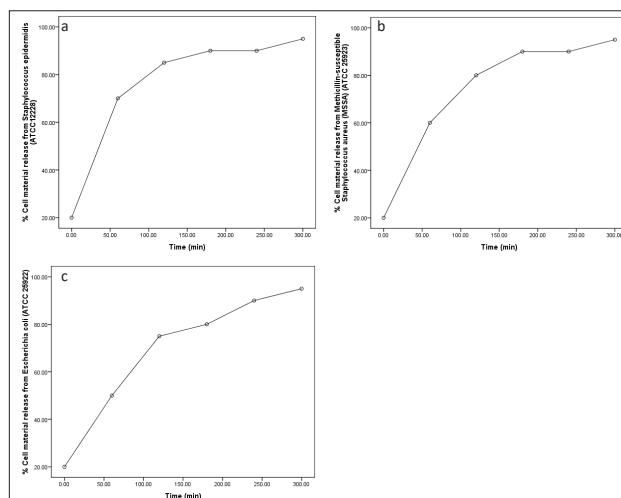 a
% Cell material release from Staphylococcus epidermidis
(ATCC12228)
100.00
80.00
60.00
40.00
20.00
0.00 50.00 100.00 150.00 200.00 250.00 300.00
Time (min)
b
% Cell material release from Methicillin-susceptible
Staphylococcus aureus (MSSA) (ATCC 25923)
100.00
80.00
60.00
40.00
20.00
0.00 50.00 100.00 150.00 200.00 250.00 300.00
Time (min)
c
% Cell material release from Escherichia coli (ATCC 25922)
100.00
80.00
60.00
40.00
20.00
0.00 50.00 100.00 150.00 200.00 250.00 300.00
Time (min)